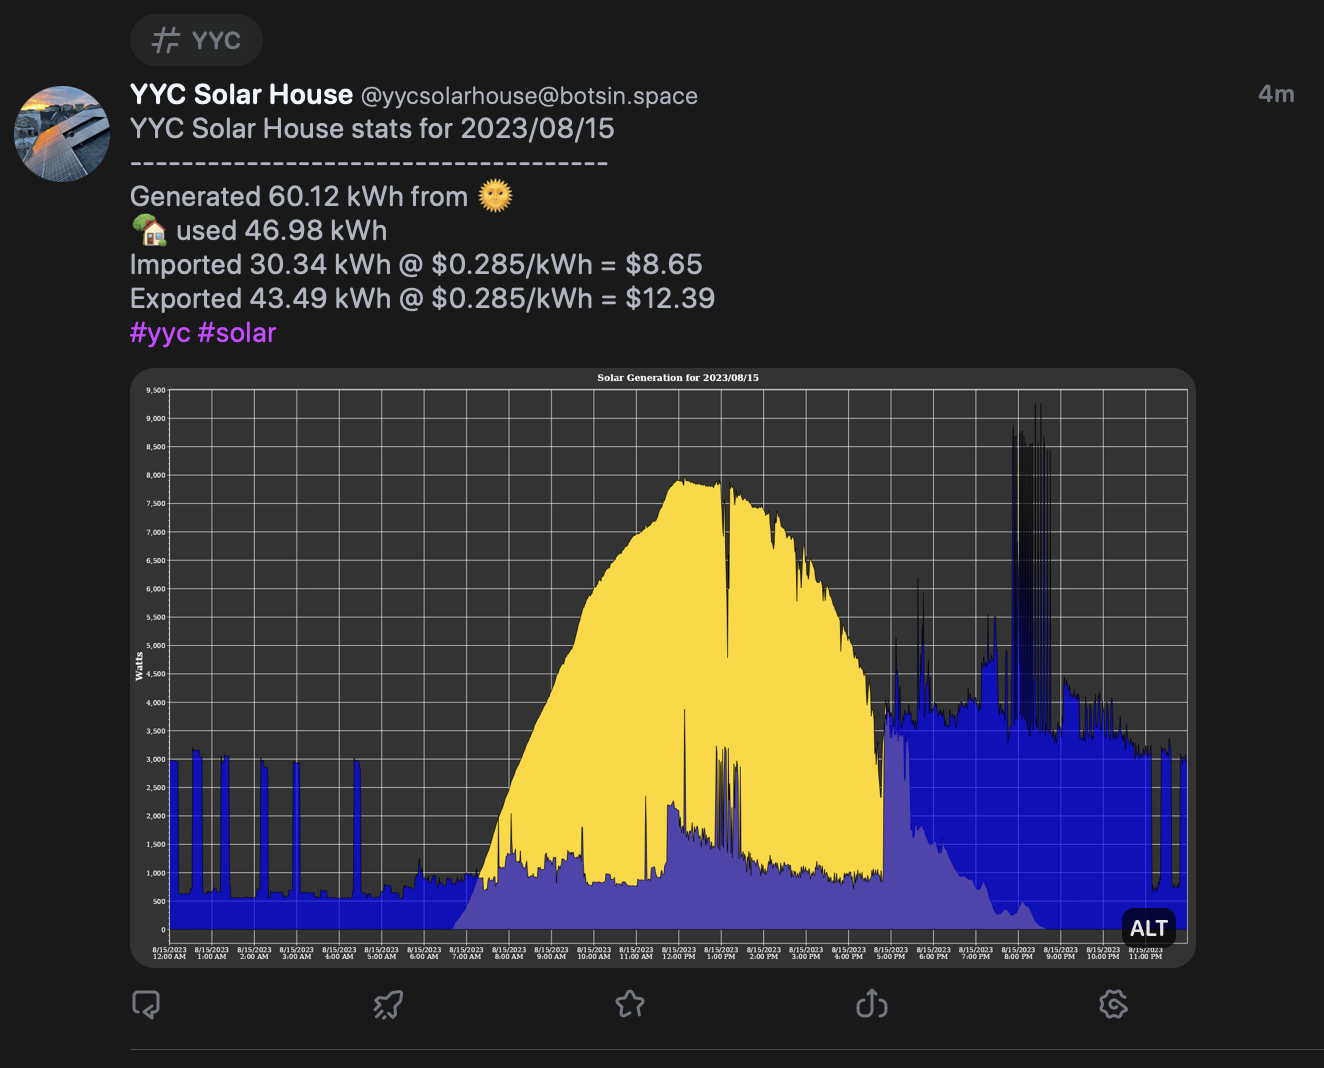 # YYC
YYC Solar House @yycsolarhouse@botsin.space 4m
YYC Solar House stats for 2023/08/15
-------------------------------------
Generated 60.12 kWh from 🌞
🏡 used 46.98 kWh
Imported 30.34 kWh @ $0.285/kWh = $8.65
Exported 43.49 kWh @ $0.285/kWh = $12.39
#yyc #solar
Solar Generation for 2023/08/15
9,500
9,000
8,500
8,000
7,500
7,000
6,500
6,000
5,500
5,000
4,500
4,000
3,500
3,000
2,500
2,000
1,500
1,000
500
0
Watts
ALT
8/15/2023 8/15/2023 8/15/2023 8/15/2023 8/15/2023 8/15/2023 8/15/2023 8/15/2023 8/15/2023 8/15/2023 8/15/2023 8/15/2023 8/15/2023 8/15/2023 8/15/2023 8/15/2023 8/15/2023 8/15/2023 8/15/2023 8/15/2023 8/15/2023 8/15/2023 8/15/2023 8/15/2023
12:00 AM 1:00 AM 2:00 AM 3:00 AM 4:00 AM 5:00 AM 6:00 AM 7:00 AM 8:00 AM 9:00 AM 10:00 AM 11:00 AM 12:00 PM 1:00 PM 2:00 PM 3:00 PM 4:00 PM 5:00 PM 6:00 PM 7:00 PM 8:00 PM 9:00 PM 10:00 PM 11:00 PM